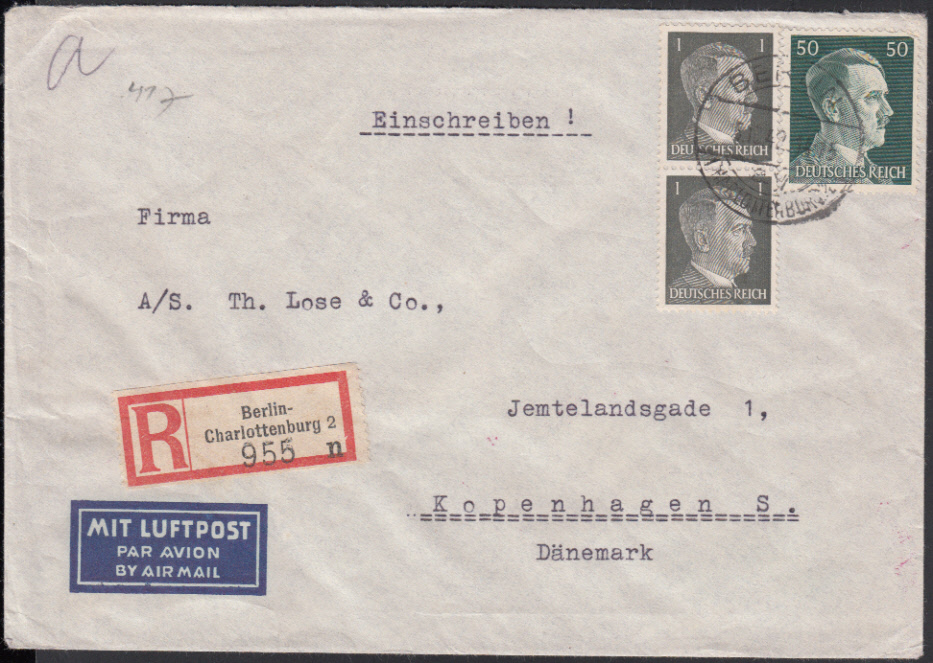 a
Einschreiben !
1 1
DEUTSCHES REICH
50 50
DEUTSCHES REICH
1 1
DEUTSCHES REICH
Firma
A/S. Th. Lose & Co.,
R
Berlin-
Charlottenburg 2
955 n
Jemtelandsgade 1,
Kopenhagen S.
Dänemark
MIT LUFTPOST
PAR AVION
BY AIR MAIL